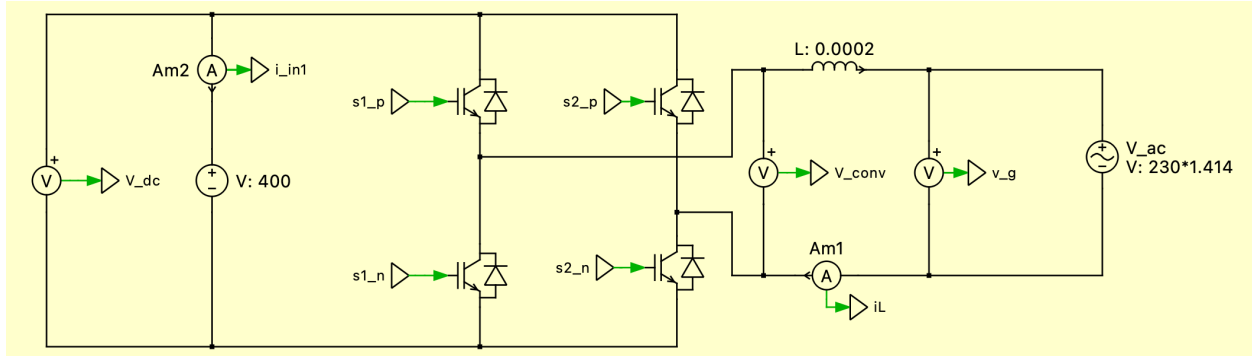 L: 0.0002
Am2
A
i_in1
s1_p
s2_p
V_ac
V: 230*1.414
V
V_dc
V: 400
V
V_conv
V
v_g
s1_n
s2_n
Am1
A
iL